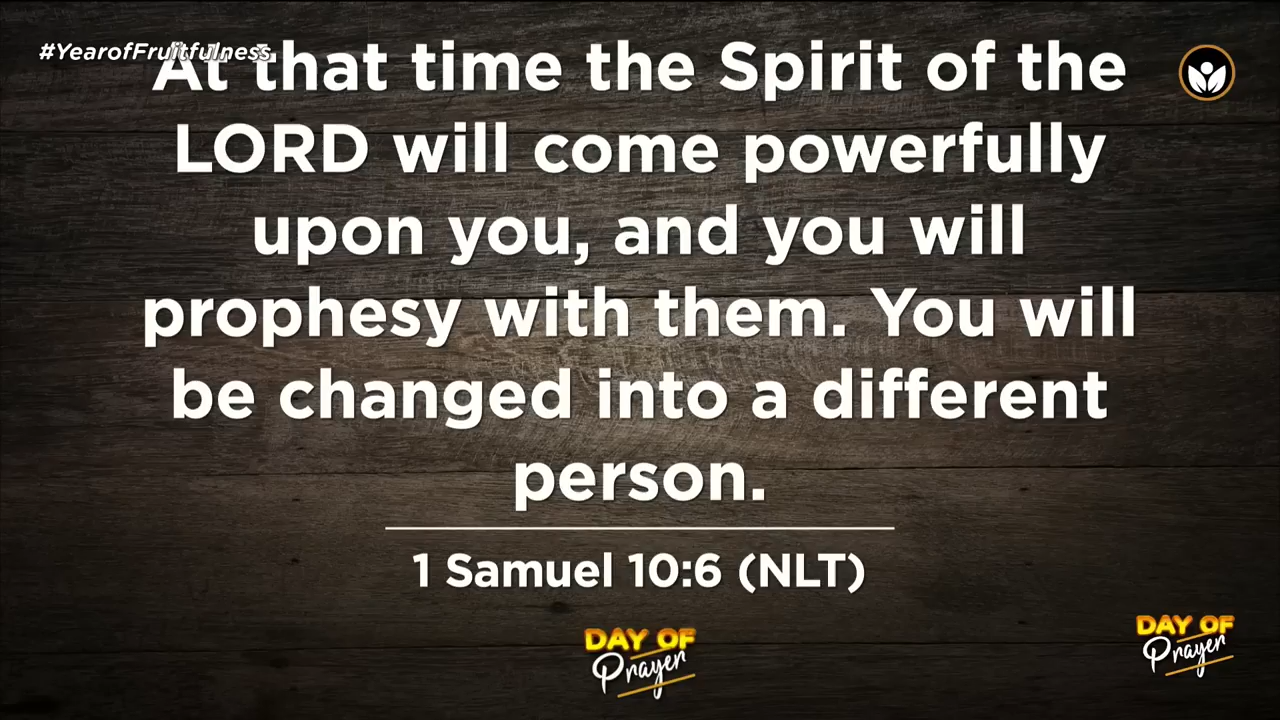 #YearofFruitfulness
At that time the Spirit of the
LORD will come powerfully
upon you, and you will
prophesy with them. You will
be changed into a different
person.
1 Samuel 10:6 (NLT)
DAY OF
Prayer
DAY OF
Prayer